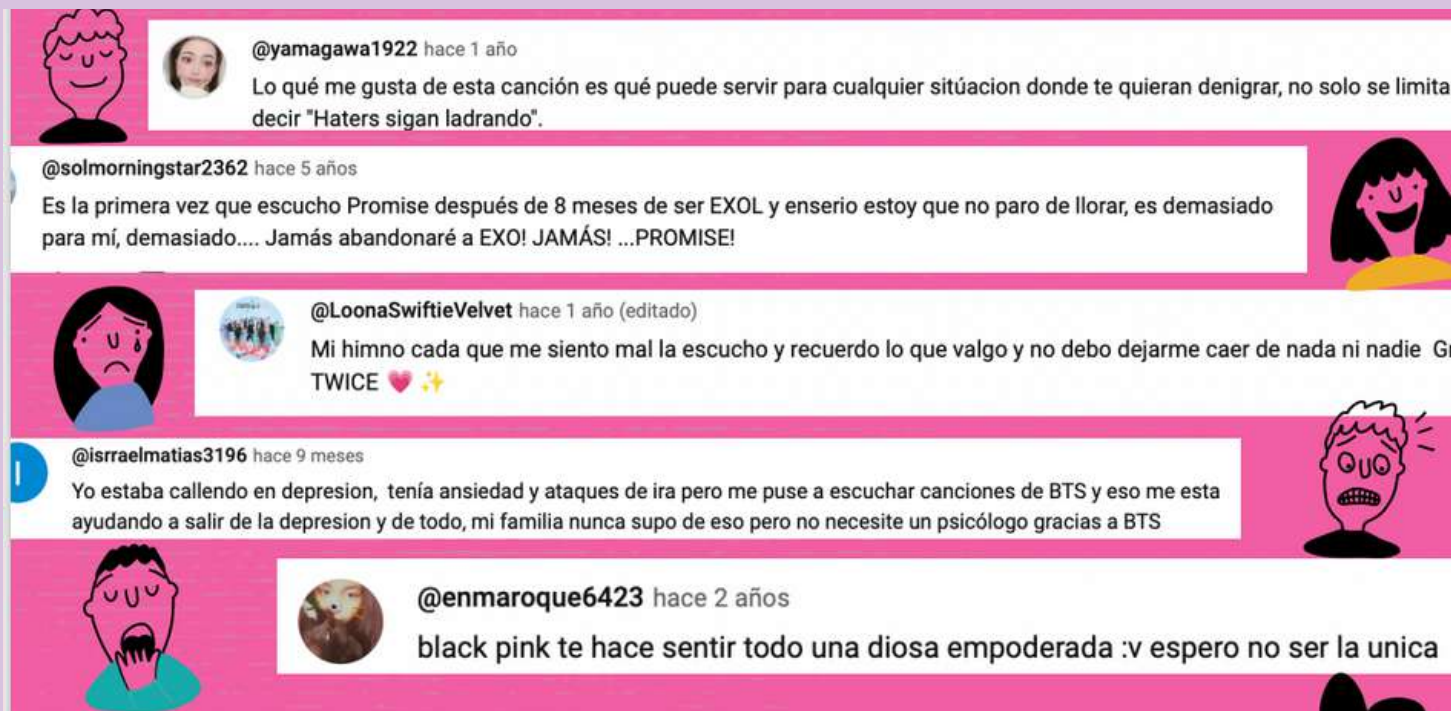 @yamagawa1922 hace 1 año
Lo qué me gusta de esta canción es qué puede servir para cualquier sitúacion donde te quieran denigrar, no solo se limita
decir "Haters sigan ladrando".
@solmorningstar2362 hace 5 años
Es la primera vez que escucho Promise después de 8 meses de ser EXOL y enserio estoy que no paro de llorar, es demasiado
para mí, demasiado.... Jamás abandonaré a EXO! JAMÁS! ...PROMISE!
@LoonaSwiftieVelvet hace 1 año (editado)
Mi himno cada que me siento mal la escucho y recuerdo lo que valgo y no debo dejarme caer de nada ni nadie
TWICE 💗 ✨
I
@isrraelmatias3196 hace 9 meses
Yo estaba callendo en depresion, tenía ansiedad y ataques de ira pero me puse a escuchar canciones de BTS y eso me esta
ayudando a salir de la depresion y de todo, mi familia nunca supo de eso pero no necesite un psicólogo gracias a BTS
@enmaroque6423 hace 2 años
black pink te hace sentir todo una diosa empoderada :v espero no ser la unica